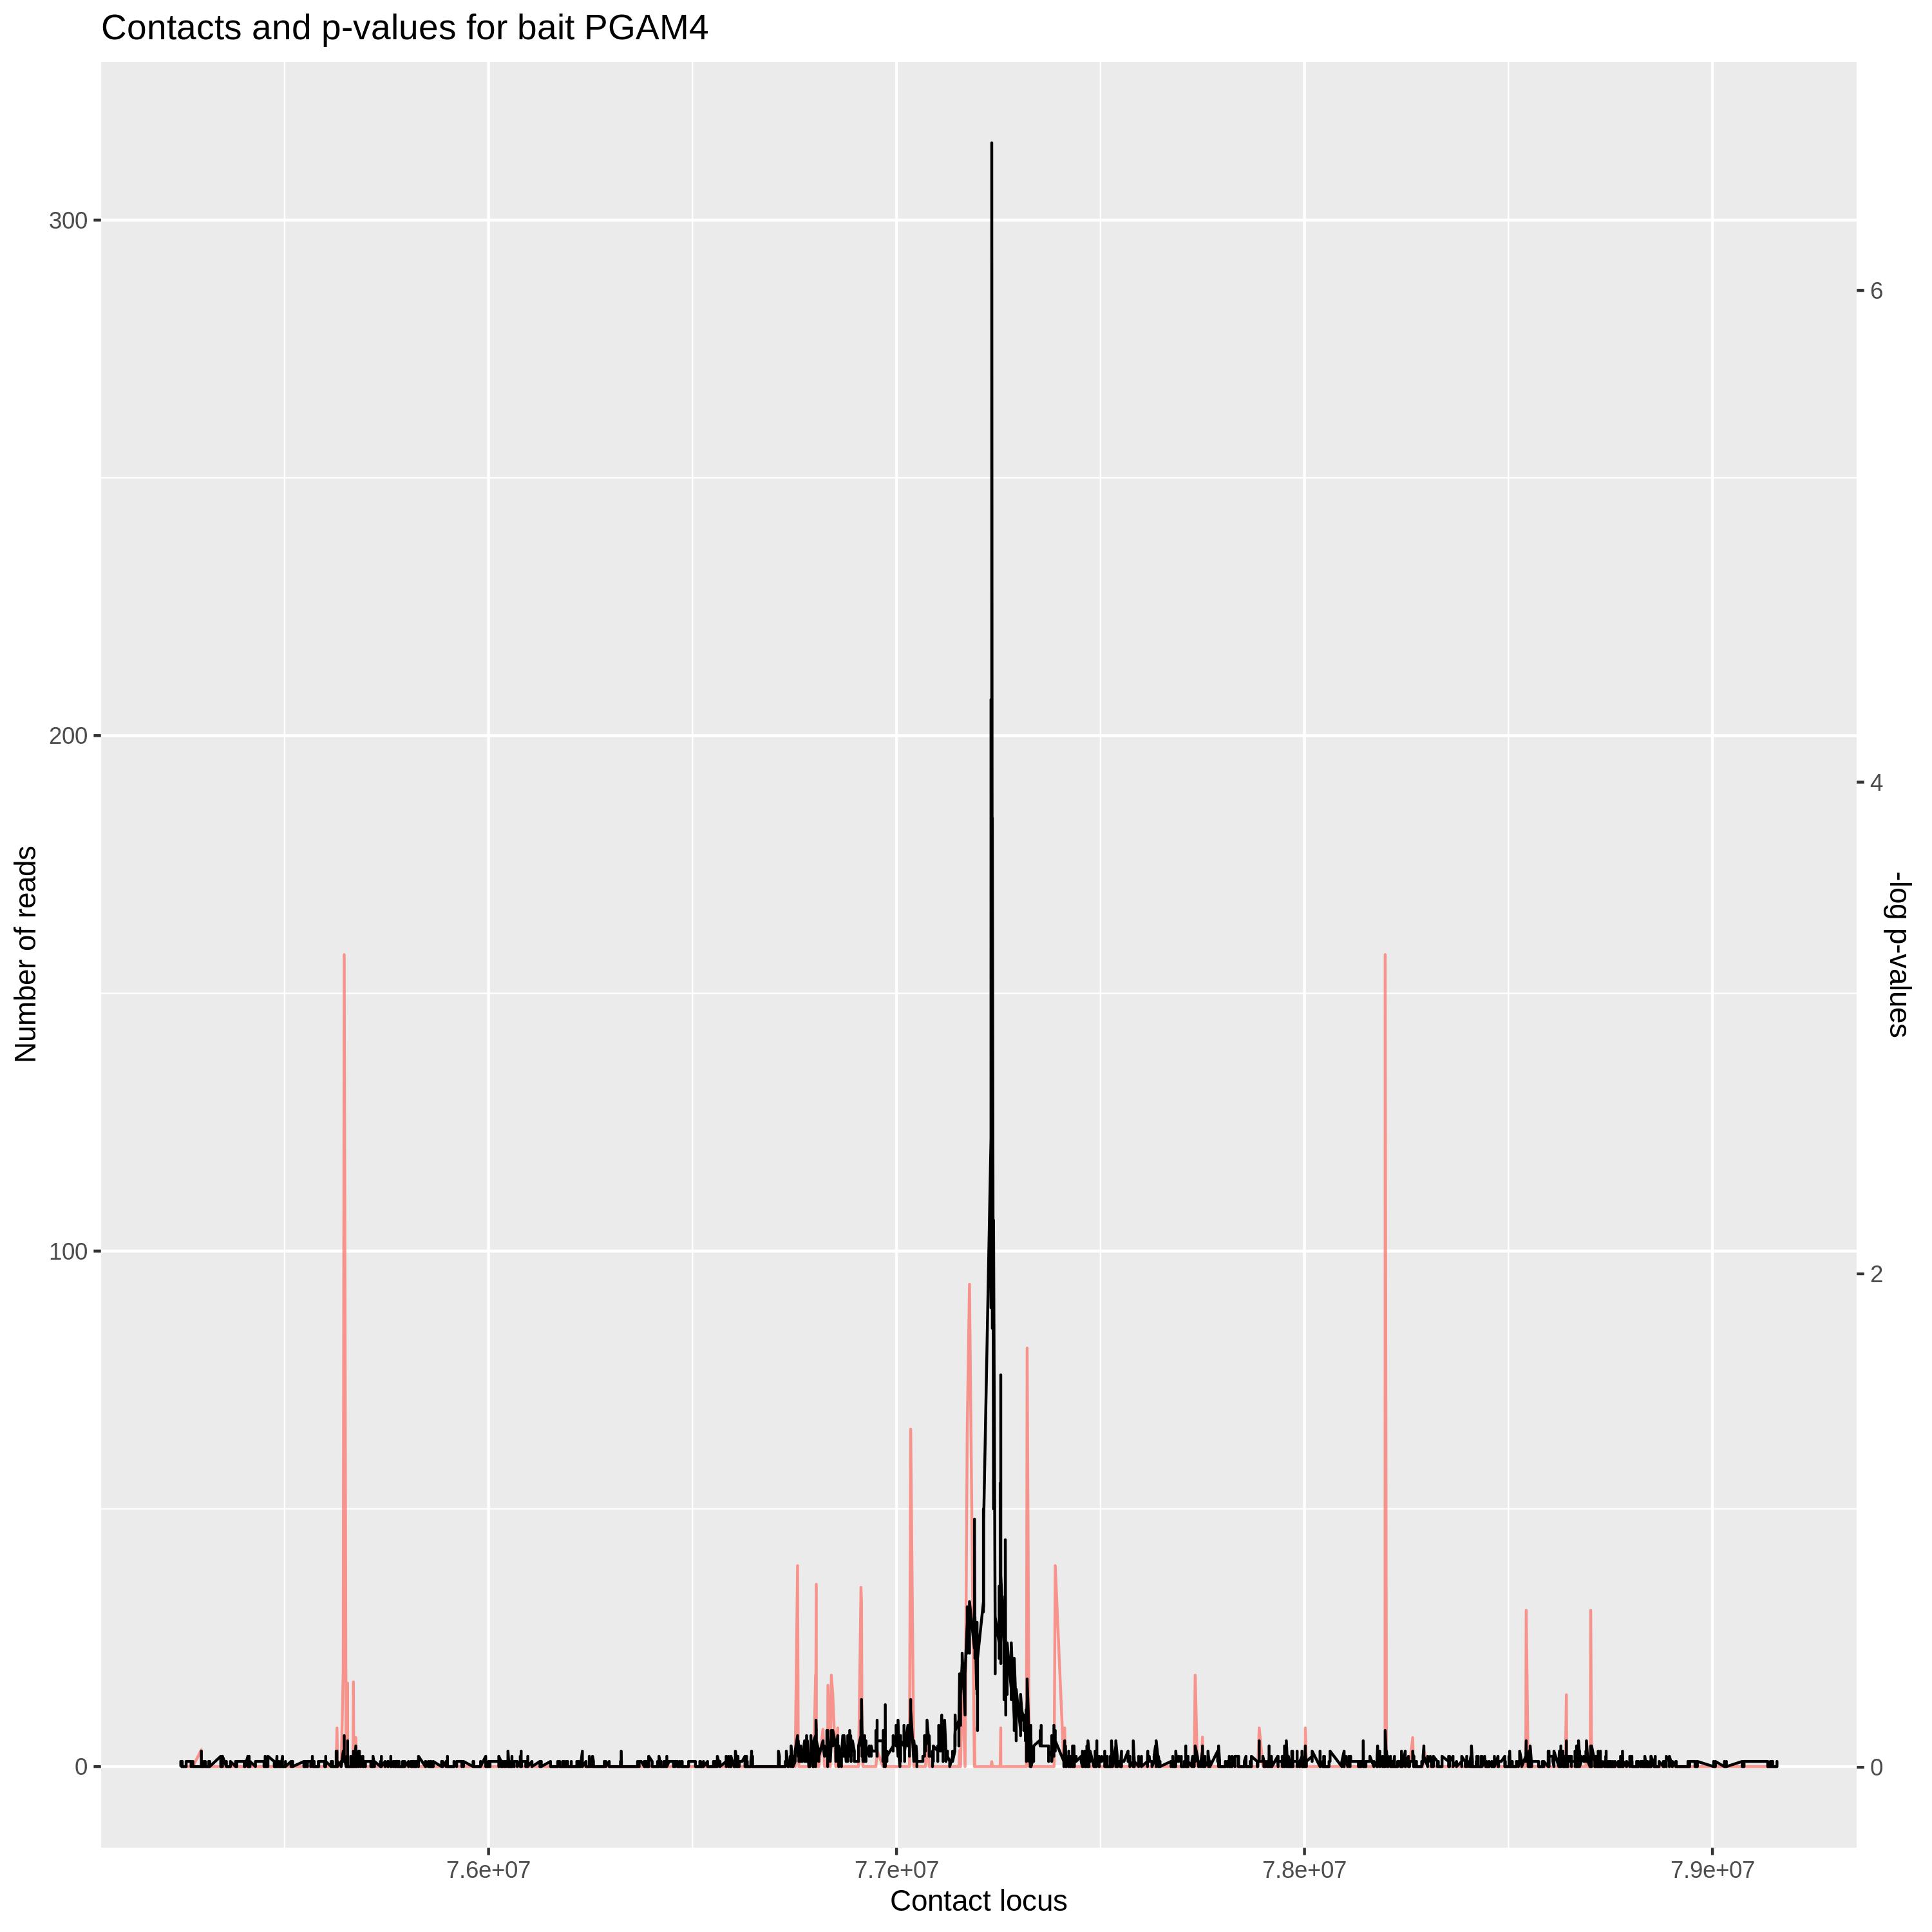 Contacts and p-values for bait PGAM4
Number of reads
300
200
100
0
6
4
2
0
-log p-values
7.6e+07
7.7e+07
7.8e+07
7.9e+07
Contact locus